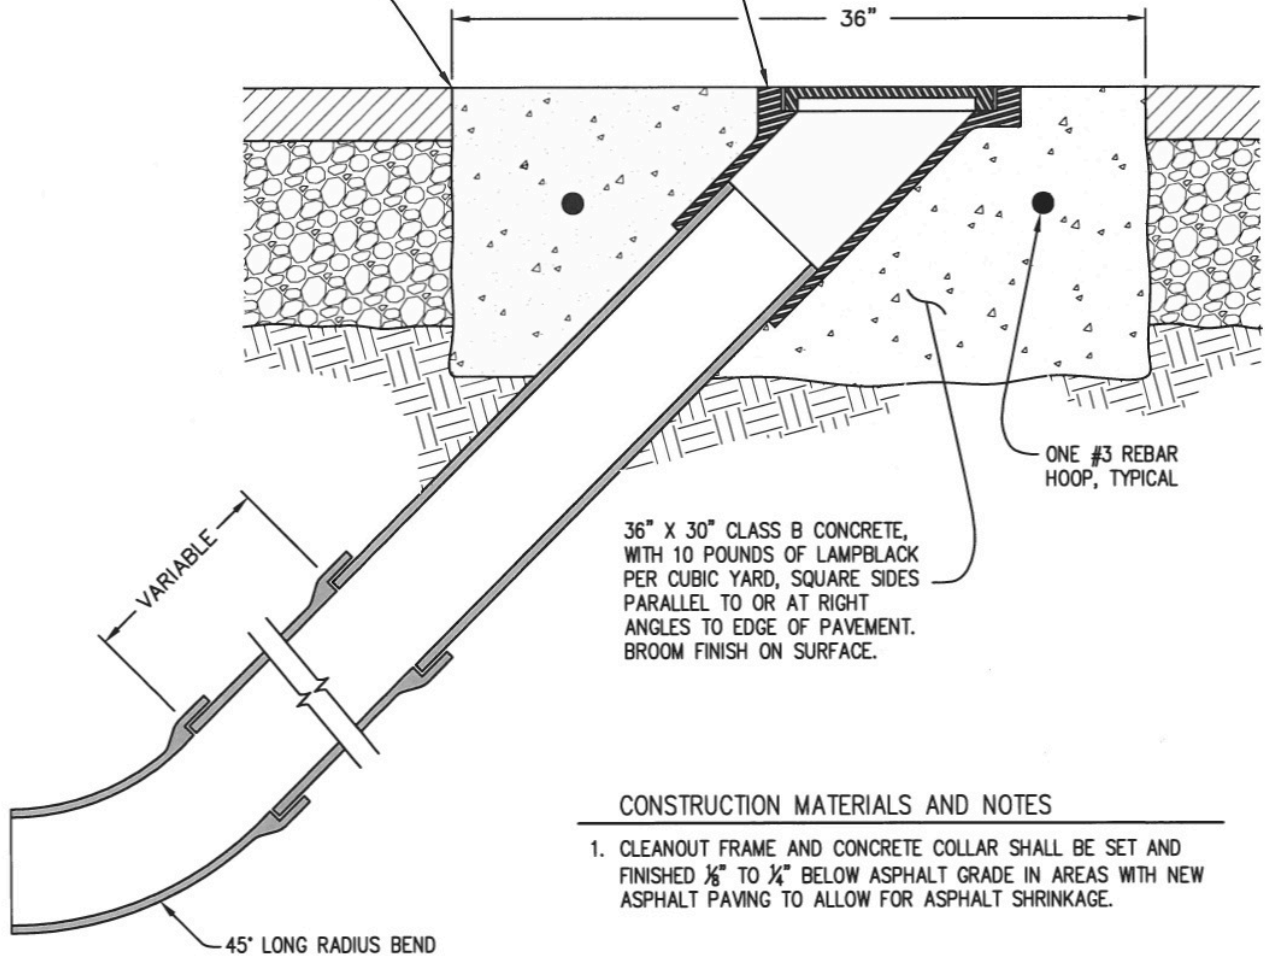 36"
VARIABLE
ONE #3 REBAR
HOOP, TYPICAL
36" X 30" CLASS B CONCRETE,
WITH 10 POUNDS OF LAMPBLACK
PER CUBIC YARD, SQUARE SIDES
PARALLEL TO OR AT RIGHT
ANGLES TO EDGE OF PAVEMENT.
BROOM FINISH ON SURFACE.
CONSTRUCTION MATERIALS AND NOTES
1. CLEANOUT FRAME AND CONCRETE COLLAR SHALL BE SET AND
FINISHED ⅛" TO ¼" BELOW ASPHALT GRADE IN AREAS WITH NEW
ASPHALT PAVING TO ALLOW FOR ASPHALT SHRINKAGE.
45° LONG RADIUS BEND